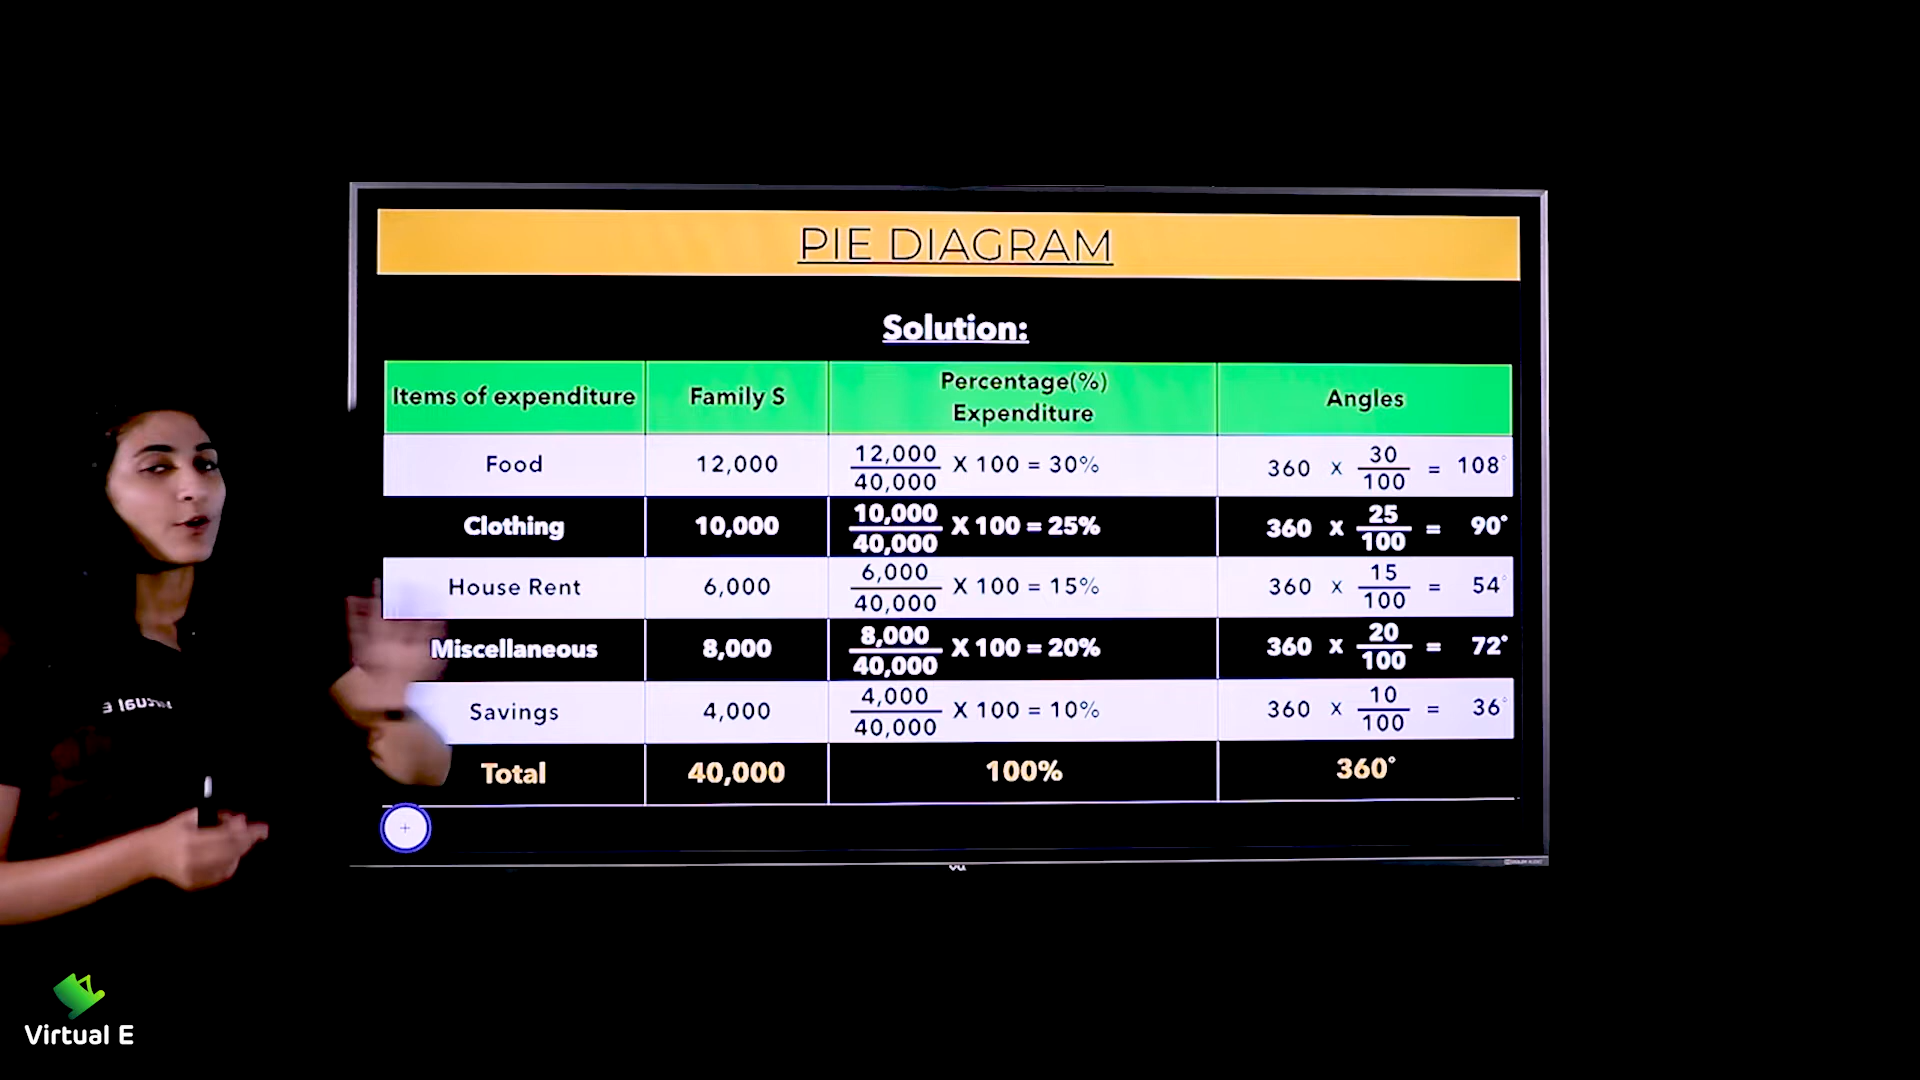 PIE DIAGRAM
Solution:
Items of expenditure Family S Percentage(%) Expenditure Angles
Food 12,000 12,000/40,000 X 100 = 30% 360 x 30/100 = 108°
Clothing 10,000 10,000/40,000 X 100 = 25% 360 x 25/100 = 90°
House Rent 6,000 6,000/40,000 X 100 = 15% 360 x 15/100 = 54°
Miscellaneous 8,000 8,000/40,000 X 100 = 20% 360 x 20/100 = 72°
Savings 4,000 4,000/40,000 X 100 = 10% 360 x 10/100 = 36°
Total 40,000 100% 360°
Virtual E